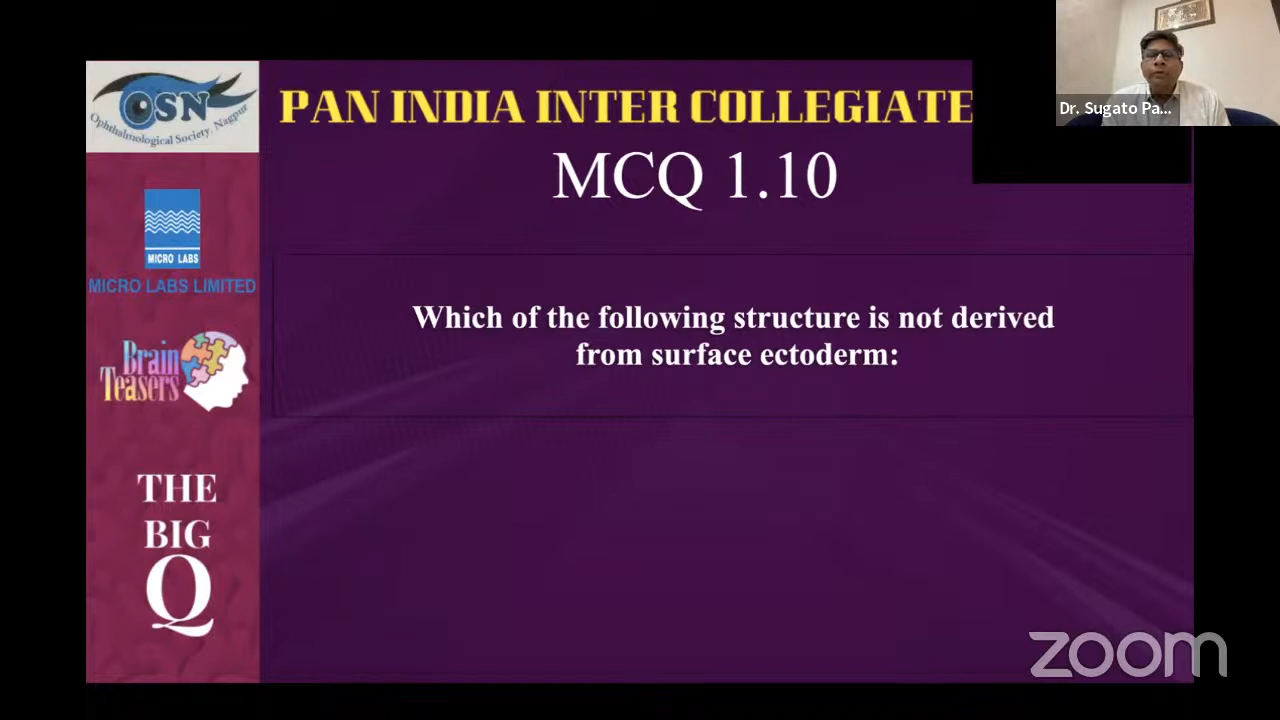 OSN
Ophthalmological Society, Nagpur
PAN INDIA INTER COLLEGIATE
MCQ 1.10
Dr. Sugato Pa...
MICRO LABS
MICRO LABS LIMITED
Brain
Teasers
THE
BIG
Q
Which of the following structure is not derived
from surface ectoderm:
zoom